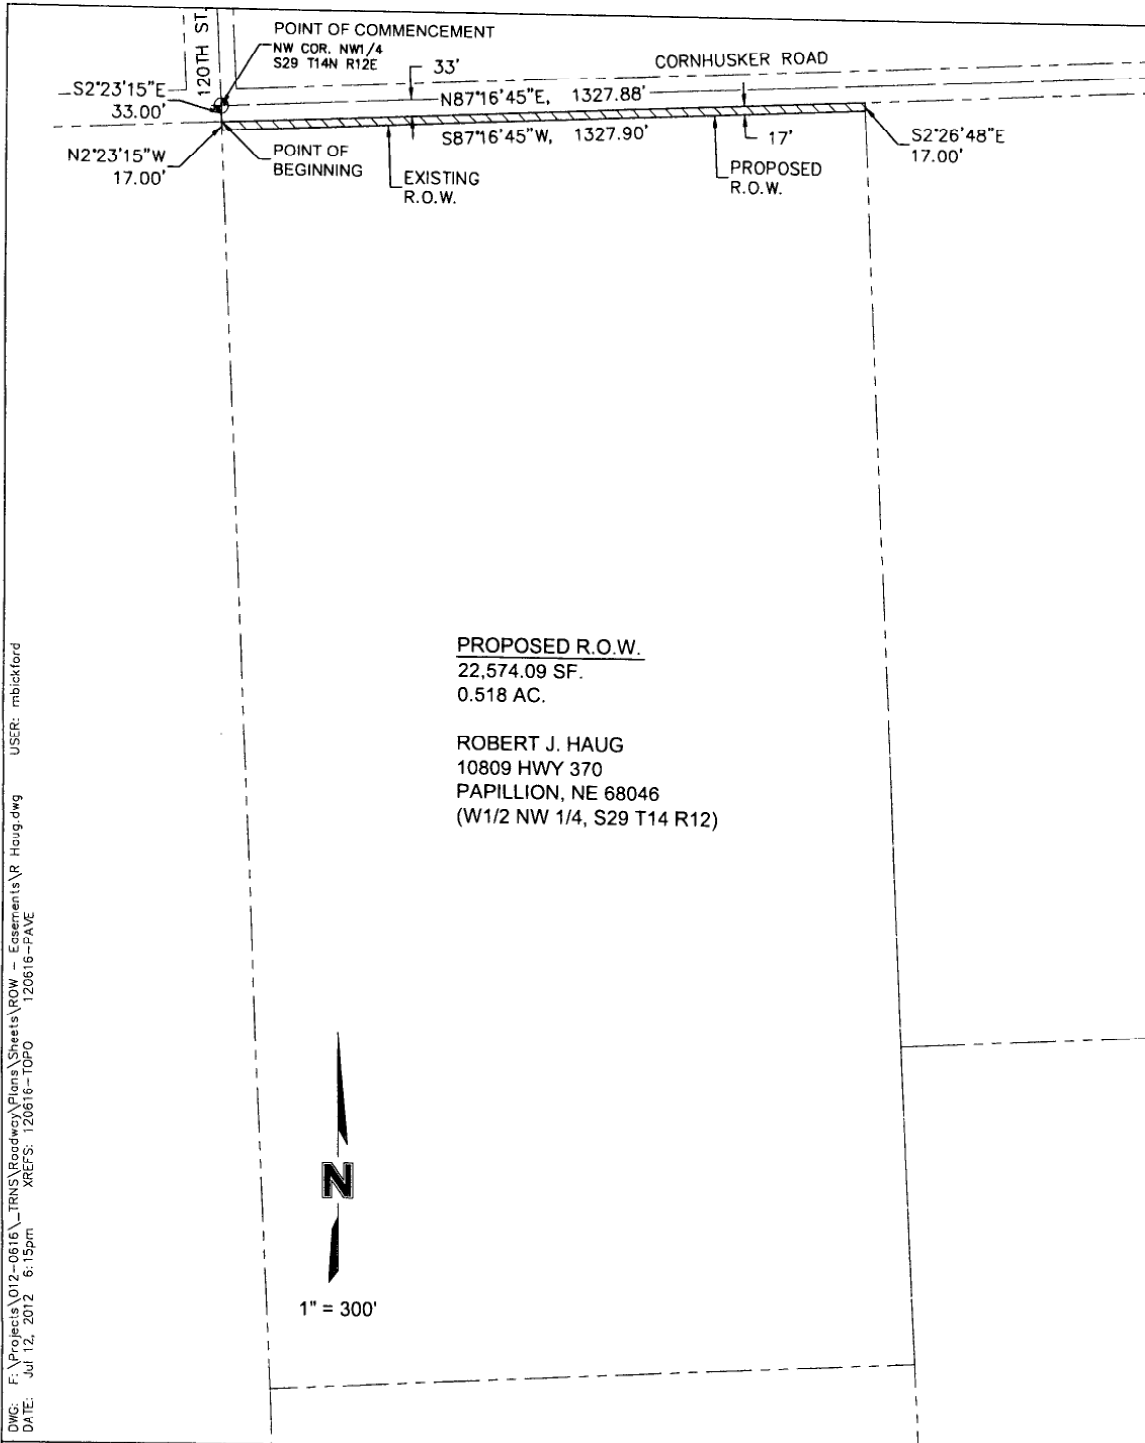 120TH ST.
POINT OF COMMENCEMENT
NW COR. NW1/4
S29 T14N R12E
33'
CORNHUSKER ROAD
S2°23'15"E
33.00'
N87°16'45"E, 1327.88'
S87°16'45"W, 1327.90'
17'
S2°26'48"E
17.00'
N2°23'15"W
17.00'
POINT OF
BEGINNING
EXISTING
R.O.W.
PROPOSED
R.O.W.
PROPOSED R.O.W.
22,574.09 SF.
0.518 AC.
ROBERT J. HAUG
10809 HWY 370
PAPILLION, NE 68046
(W1/2 NW 1/4, S29 T14 R12)
N
1" = 300'
DWG: F:\Projects\012-0616\_TRNS\Roadway\Plans\Sheets\ROW - Easements\R Haug.dwg USER: mbickford
DATE: Jul 12, 2012 6:15pm XREFS: 120616-TOPO 120616-PAVE